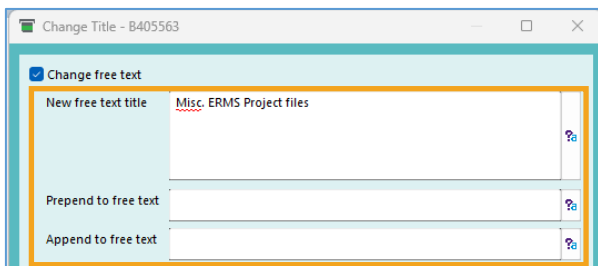 Change Title - B405563
Change free text
New free text title Misc. ERMS Project files
Prepend to free text
Append to free text